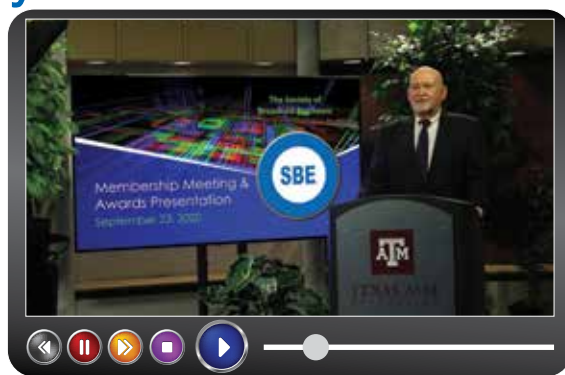 The Society of
Broadcast Engineers
SBE
Membership Meeting &
Awards Presentation
September 23, 2020
ATM
TEXAS A&M